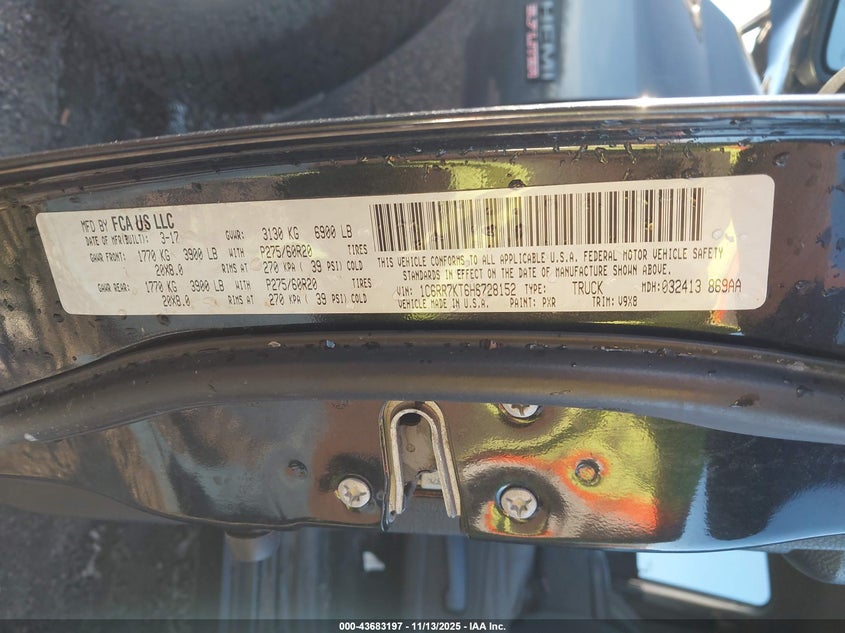 HEMI
5.7 LITER
MFD BY FCA US LLC
DATE OF MFR(BUILT): 3-17 GVWR: 3130 KG 6900 LB
GAWR FRONT: 1770 KG 3900 LB WITH P275/60R20 TIRES
20X8.0 RIMS AT 270 KPA ( 39 PSI) COLD
GAWR REAR: 1770 KG 3900 LB WITH P275/60R20 TIRES
20X8.0 RIMS AT 270 KPA ( 39 PSI) COLD
THIS VEHICLE CONFORMS TO ALL APPLICABLE U.S.A. FEDERAL MOTOR VEHICLE SAFETY
STANDARDS IN EFFECT ON THE DATE OF MANUFACTURE SHOWN ABOVE.
VIN: 1C6RR7KT6HS728152 TYPE: TRUCK MDH: 032413 869AA
VEHICLE MADE IN U.S.A. PAINT: PXR TRIM: V9X8
000-43683197 - 11/13/2025 - IAA Inc.